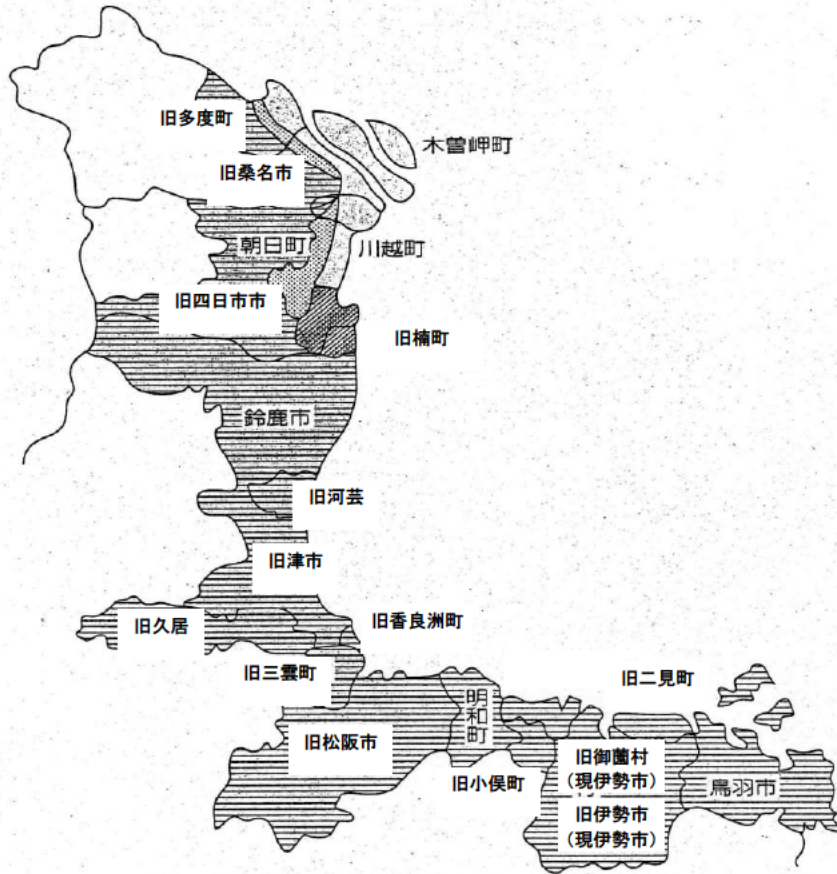 旧多度町
木曽岬町
旧桑名市
朝日町
川越町
旧四日市市
旧楠町
鈴鹿市
旧河芸
旧津市
旧久居
旧香良洲町
旧三雲町
旧二見町
明和町
旧松阪市
旧小俣町
旧御薗村
(現伊勢市)
鳥羽市
旧伊勢市
(現伊勢市)